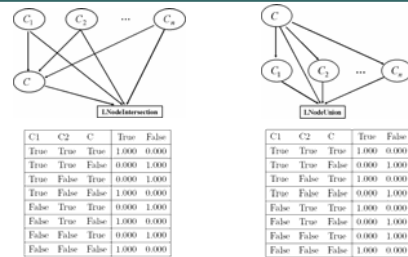 C1 C2 ... Cn
C
LNodeIntersection
C1 C2 C True False
True True True 1.000 0.000
True True False 0.000 1.000
True False True 0.000 1.000
True False False 1.000 0.000
False True True 0.000 1.000
False True False 1.000 0.000
False False True 0.000 1.000
False False False 1.000 0.000
C
C1 C2 ... Cn
LNodeUnion
C1 C2 C True False
True True True 1.000 0.000
True True False 0.000 1.000
True False True 1.000 0.000
True False False 0.000 1.000
False True True 1.000 0.000
False True False 0.000 1.000
False False True 0.000 1.000
False False False 1.000 0.000